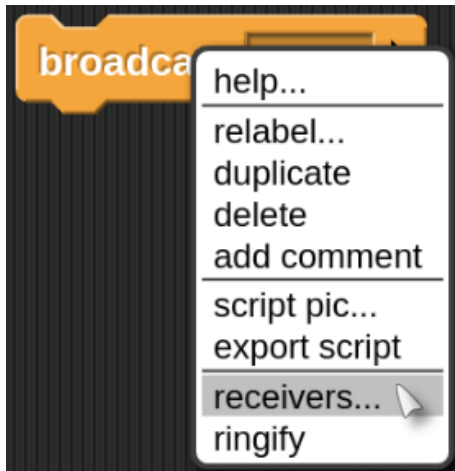 broadca
help...
relabel...
duplicate
delete
add comment
script pic...
export script
receivers...
ringify